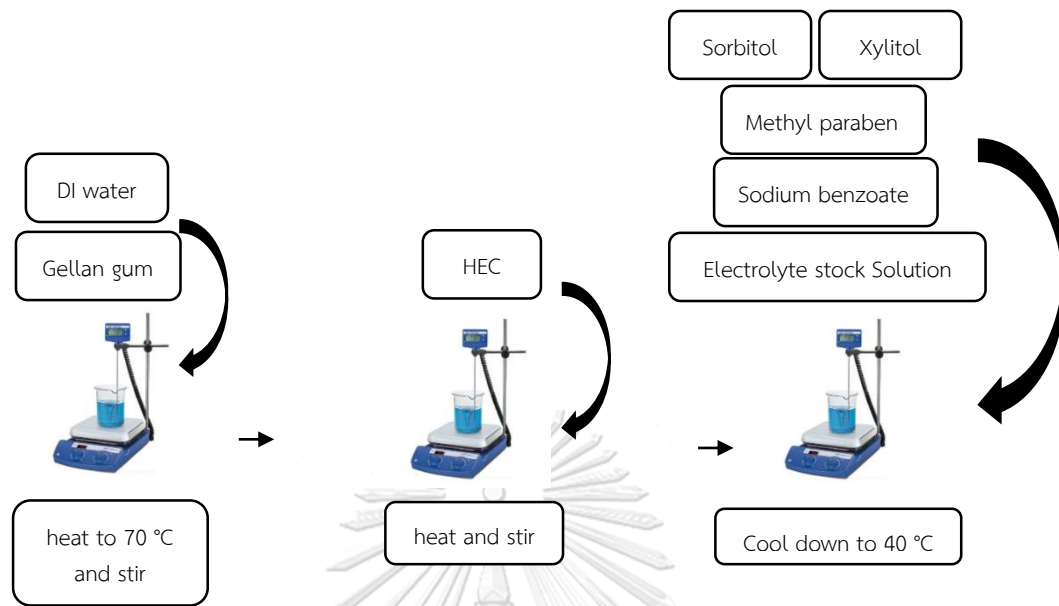 Sorbitol
Xylitol
Methyl paraben
Sodium benzoate
Electrolyte stock Solution
DI water
Gellan gum
HEC
heat to 70 °C
and stir
heat and stir
Cool down to 40 °C